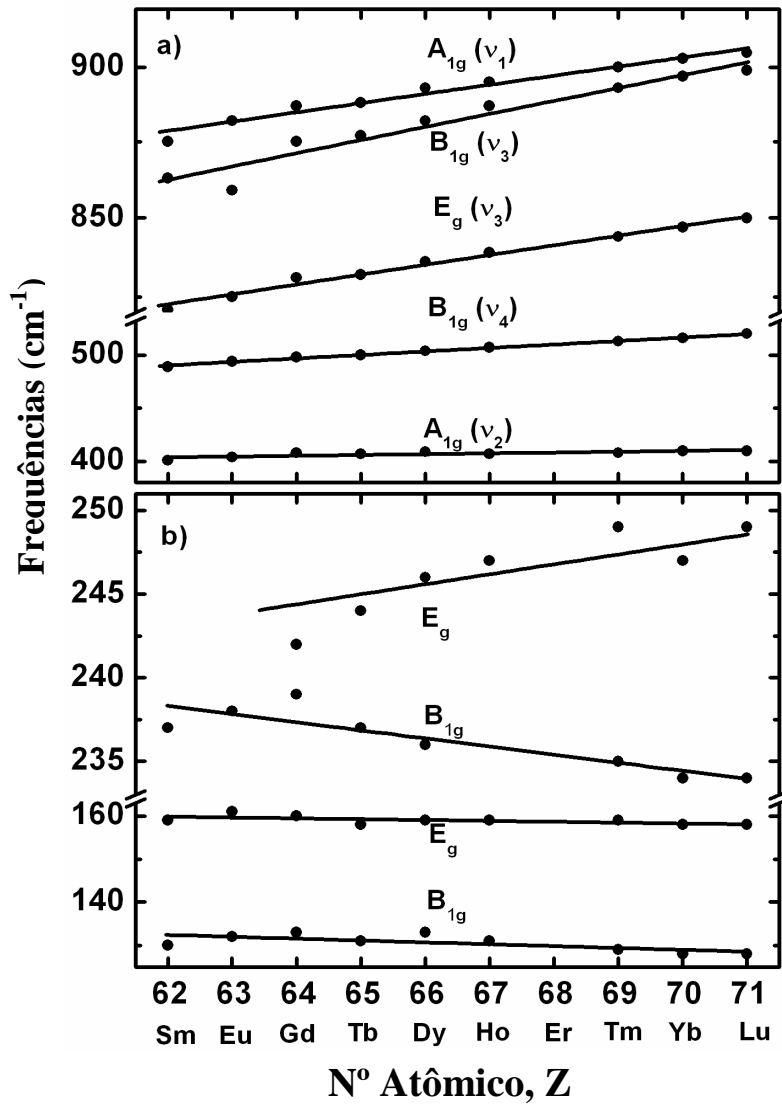 Frequências (cm-1)
a)
A1g (ν1)
900
B1g (ν3)
Eg (ν3)
850
B1g (ν4)
500
A1g (ν2)
400
b)
250
245
Eg
240
B1g
235
160
Eg
B1g
140
62 63 64 65 66 67 68 69 70 71
Sm Eu Gd Tb Dy Ho Er Tm Yb Lu
Nº Atômico, Z